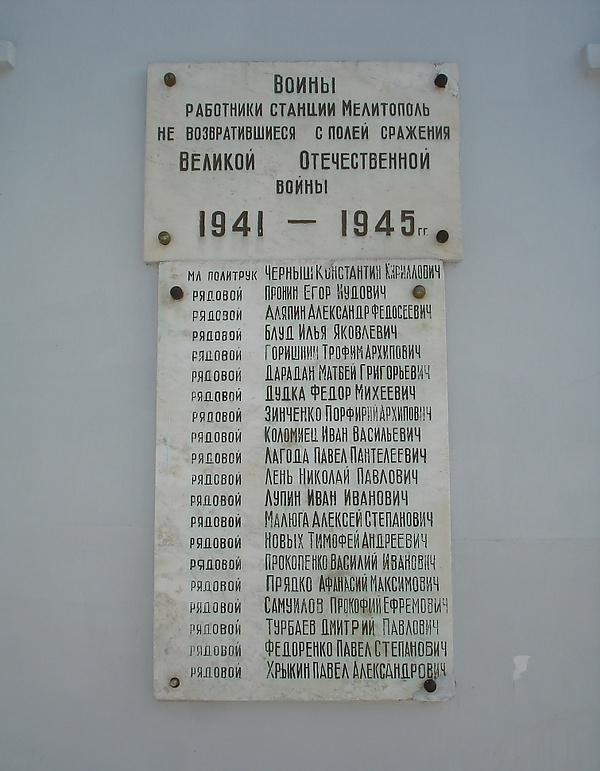 Воины
работники станции Мелитополь
не возвратившиеся с полей сражения
Великой Отечественной
войны
1941 — 1945 гг.
мл. политрук Черныш Константин Кириллович
рядовой Пронин Егор Иудович
рядовой Аляпин Александр Федосеевич
рядовой Блуд Илья Яковлевич
рядовой Горишним Трофим Архипович
рядовой Дарадан Матвей Григорьевич
рядовой Дудка Федор Михеевич
рядовой Зинченко Порфирий Архипович
рядовой Коломиец Иван Васильевич
рядовой Лагода Павел Пантелеевич
рядовой Лень Николай Павлович
рядовой Лупин Иван Иванович
рядовой Малюга Алексей Степанович
рядовой Новых Тимофей Андреевич
рядовой Прокопенко Василий Иванович
рядовой Прядко Афанасий Максимович
рядовой Самуилов Прокофий Ефремович
рядовой Турбаев Дмитрий Павлович
рядовой Федоренко Павел Степанович
рядовой Хрыкин Павел Александрович